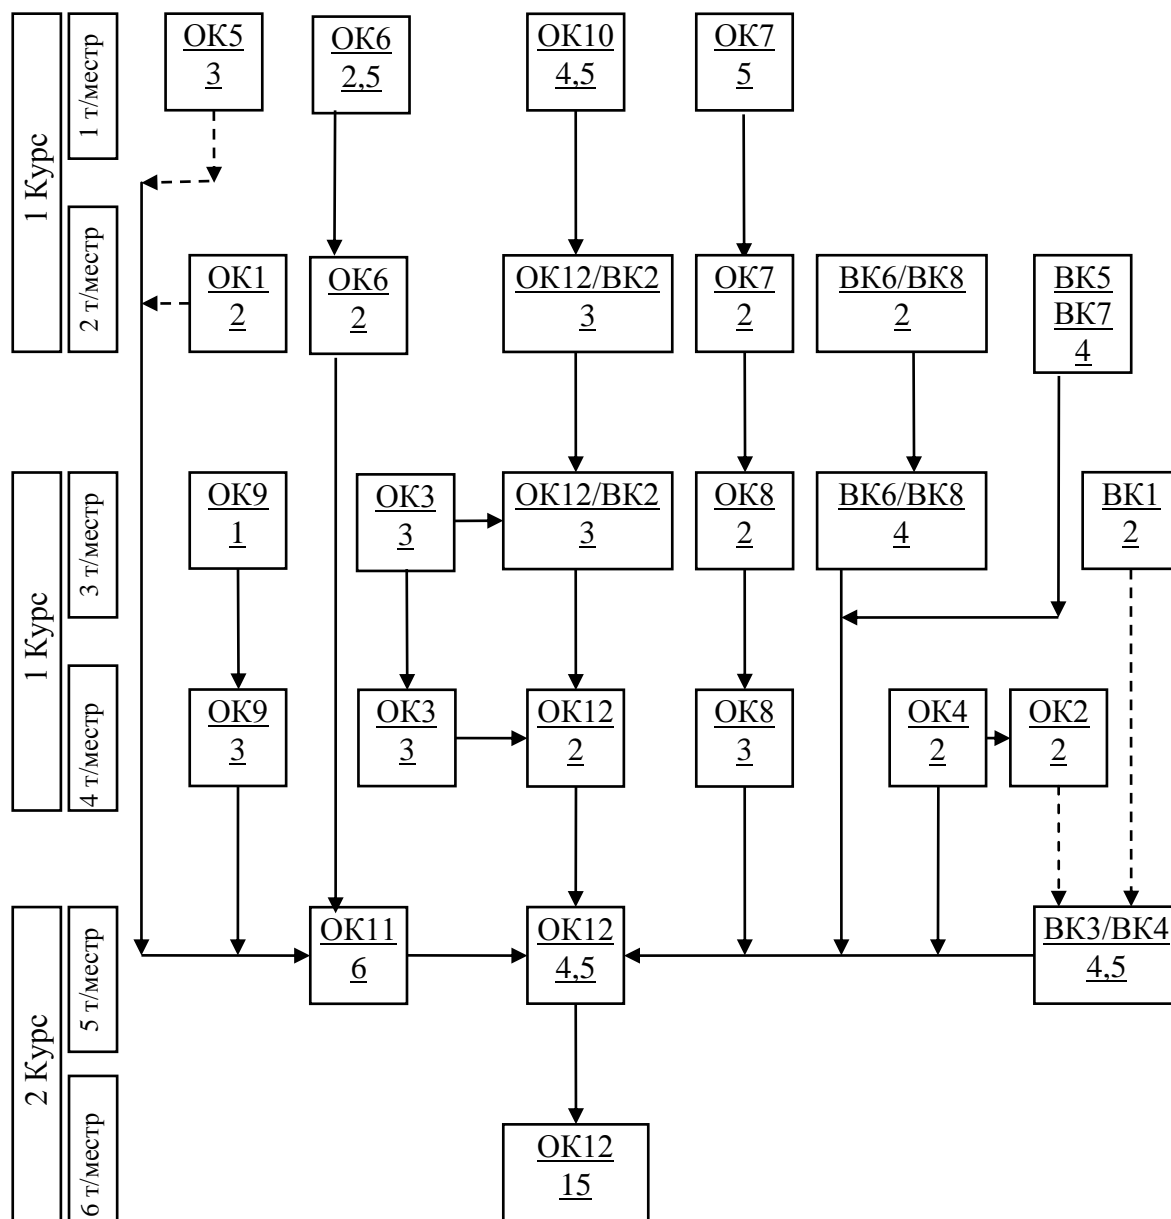 1 Курс
1 т/местр
ОК5
3
ОК6
2,5
ОК10
4,5
ОК7
5
2 т/местр
ОК1
2
ОК6
2
ОК12/ВК2
3
ОК7
2
ВК6/ВК8
2
ВК5
ВК7
4
1 Курс
3 т/местр
ОК9
1
ОК3
3
ОК12/ВК2
3
ОК8
2
ВК6/ВК8
4
ВК1
2
4 т/местр
ОК9
3
ОК3
3
ОК12
2
ОК8
3
ОК4
2
ОК2
2
2 Курс
5 т/местр
ОК11
6
ОК12
4,5
ВК3/ВК4
4,5
6 т/местр
ОК12
15